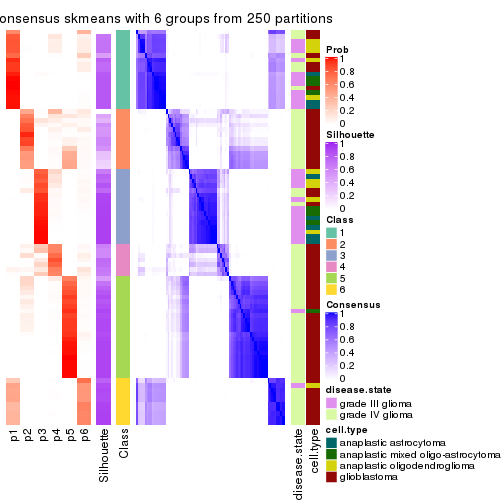 onsensus skmeans with 6 groups from 250 partitions
Prob
1
0.8
0.6
0.4
0.2
0
Silhouette
1
0.8
0.6
0.4
0.2
0
Class
1
2
3
4
5
6
Consensus
1
0.8
0.6
0.4
0.2
0
disease.state
grade III glioma
grade IV glioma
cell.type
anaplastic astrocytoma
anaplastic mixed oligo-astrocytoma
anaplastic oligodendroglioma
glioblastoma
p1
p2
p3
p4
p5
p6
Silhouette
Class
disease.state
cell.type